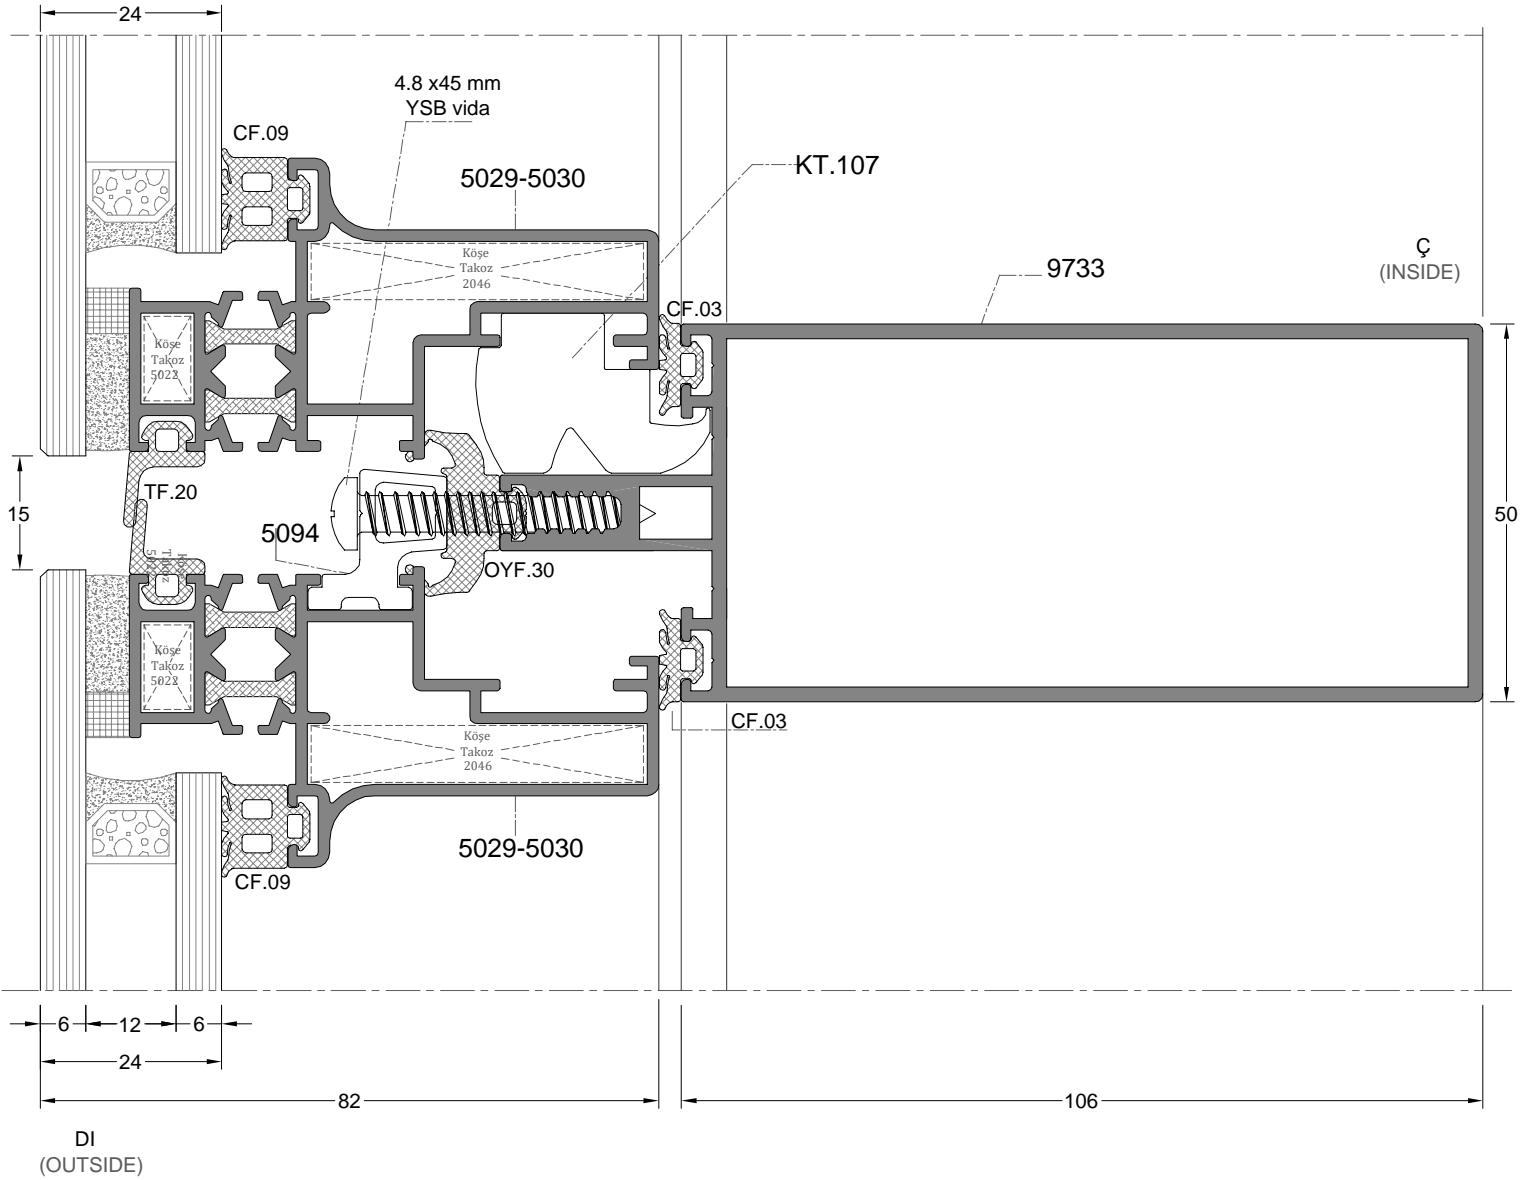 24
4.8 x45 mm
YSB vida
CF.09
KT.107
5029-5030
Ç
(INSIDE)
Köşe
Takoz
2046
9733
CF.03
Köşe
Takoz
5022
TF.20
15
50
5094
OYF.30
Köşe
Takoz
Köşe
Takoz
5022
CF.03
Köşe
Takoz
2046
5029-5030
CF.09
6
12
6
24
82
106
DI
(OUTSIDE)